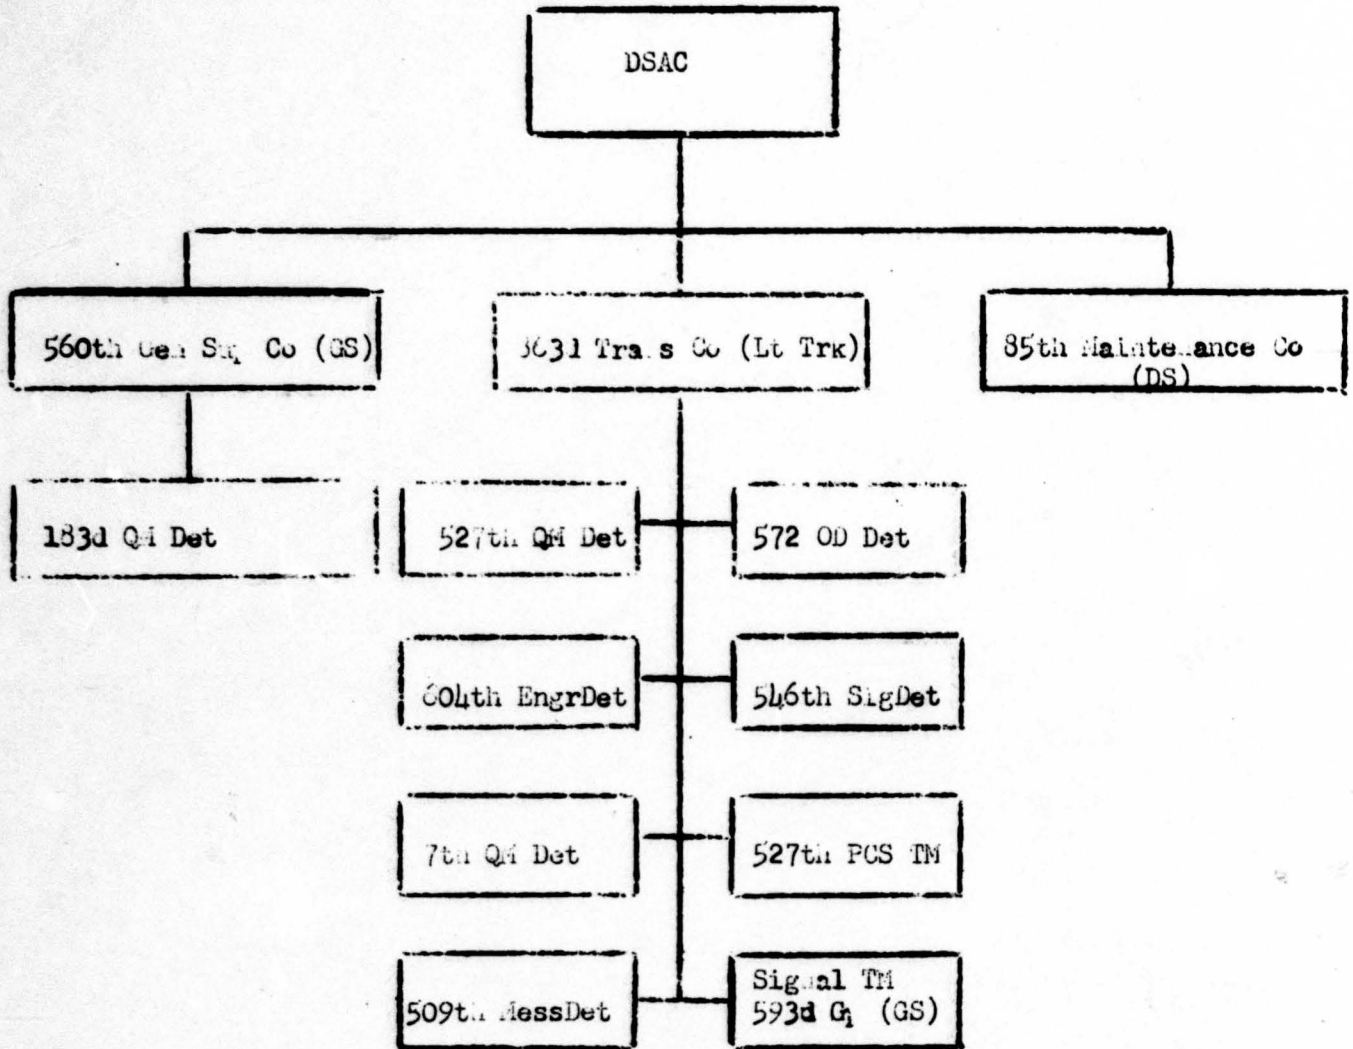 DSAC
560th Gen Sup Co (GS)
Trans Co (Lt Trk)
85th Maintenance Co
(DS)
183d QM Det
527th QM Det
572 OD Det
604th EngrDet
546th SigDet
7th QM Det
527th PCS TM
509th MessDet
Signal TM
593d (GS)